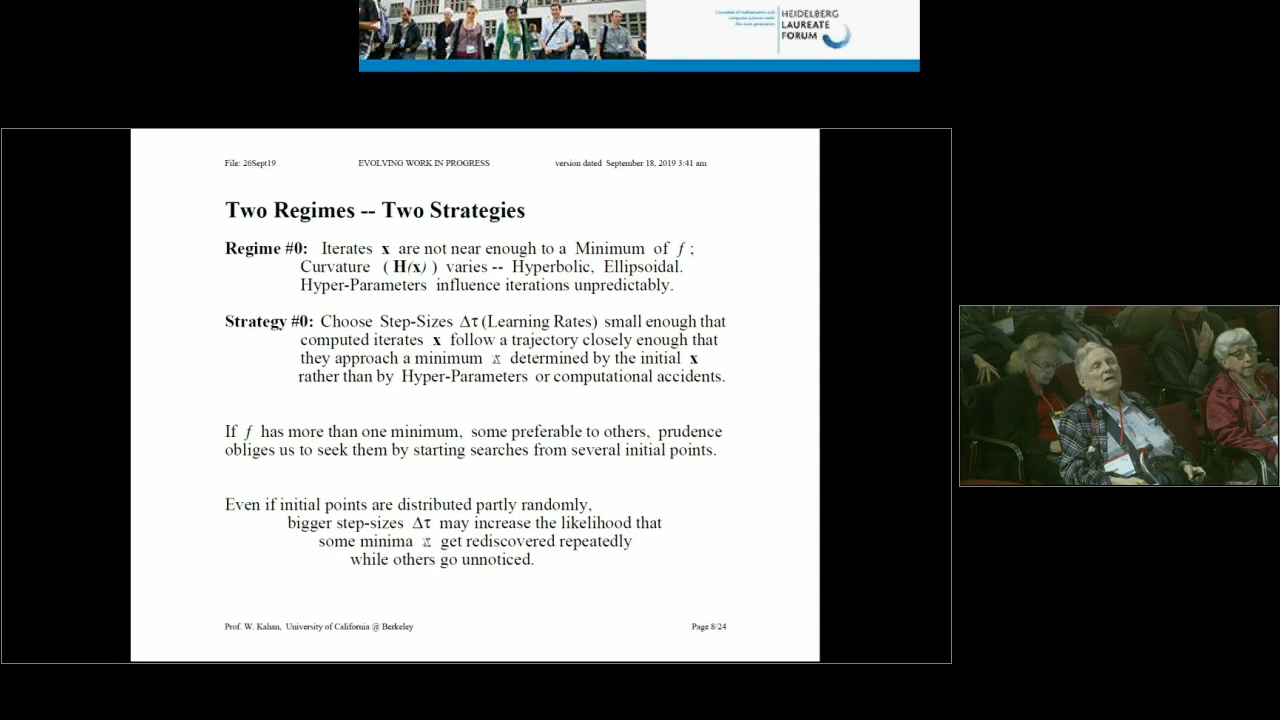 HEIDELBERG
LAUREATE
FORUM
File: 26Sept19 EVOLVING WORK IN PROGRESS version dated September 18, 2019 3:41 am
Two Regimes -- Two Strategies
Regime #0: Iterates x are not near enough to a Minimum of ƒ ;
Curvature ( H(x) ) varies -- Hyperbolic, Ellipsoidal.
Hyper-Parameters influence iterations unpredictably.
Strategy #0: Choose Step-Sizes Δτ (Learning Rates) small enough that
computed iterates x follow a trajectory closely enough that
they approach a minimum x determined by the initial x
rather than by Hyper-Parameters or computational accidents.
If ƒ has more than one minimum, some preferable to others, prudence
obliges us to seek them by starting searches from several initial points.
Even if initial points are distributed partly randomly,
bigger step-sizes Δτ may increase the likelihood that
some minima x get rediscovered repeatedly
while others go unnoticed.
Prof. W. Kahan, University of California @ Berkeley Page 8/24